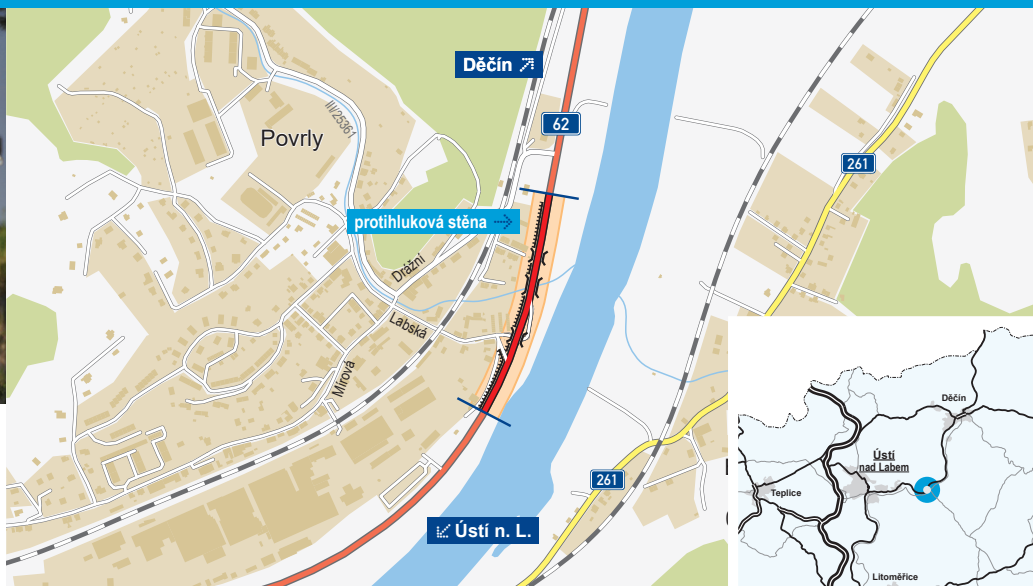 Děčín
62
III/25361
Povrly
261
protihluková stěna
Drážní
Labská
Mírová
261
Ústí n. L.
Děčín
Ústí
nad Labem
Teplice
Litoměřice